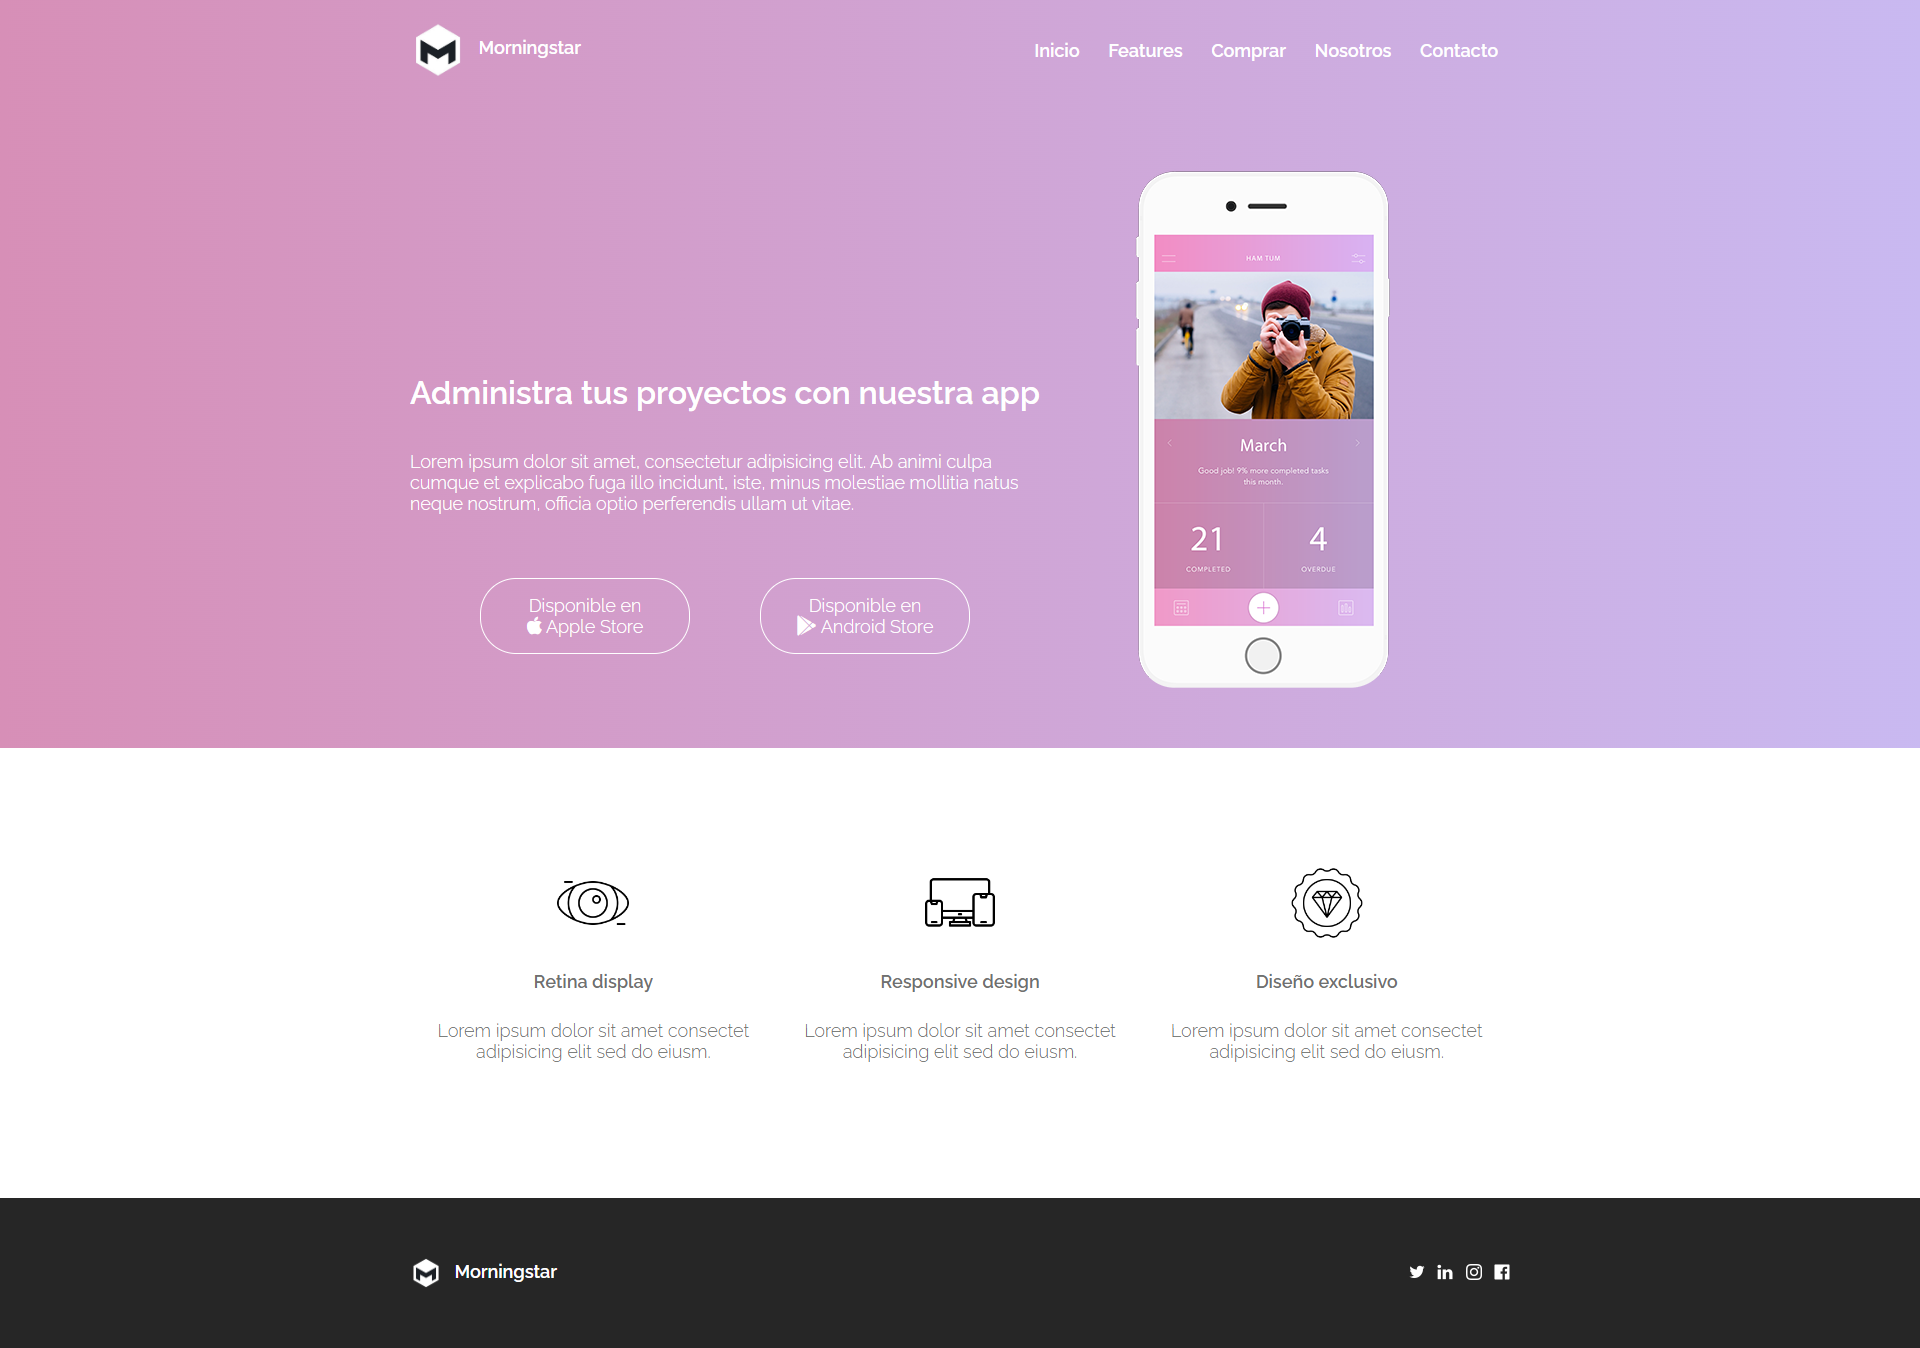 Morningstar
Inicio Features Comprar Nosotros Contacto
HAM TUM
Administra tus proyectos con nuestra app
Lorem ipsum dolor sit amet, consectetur adipisicing elit. Ab animi culpa
cumque et explicabo fuga illo incidunt, iste, minus molestiae mollitia natus
neque nostrum, officia optio perferendis ullam ut vitae.
Disponible en
Apple Store
Disponible en
Android Store
March
Good job! 9% more completed tasks
this month.
21
COMPLETED
4
OVERDUE
Retina display
Lorem ipsum dolor sit amet consectet
adipisicing elit sed do eiusm.
Responsive design
Lorem ipsum dolor sit amet consectet
adipisicing elit sed do eiusm.
Diseño exclusivo
Lorem ipsum dolor sit amet consectet
adipisicing elit sed do eiusm.
Morningstar